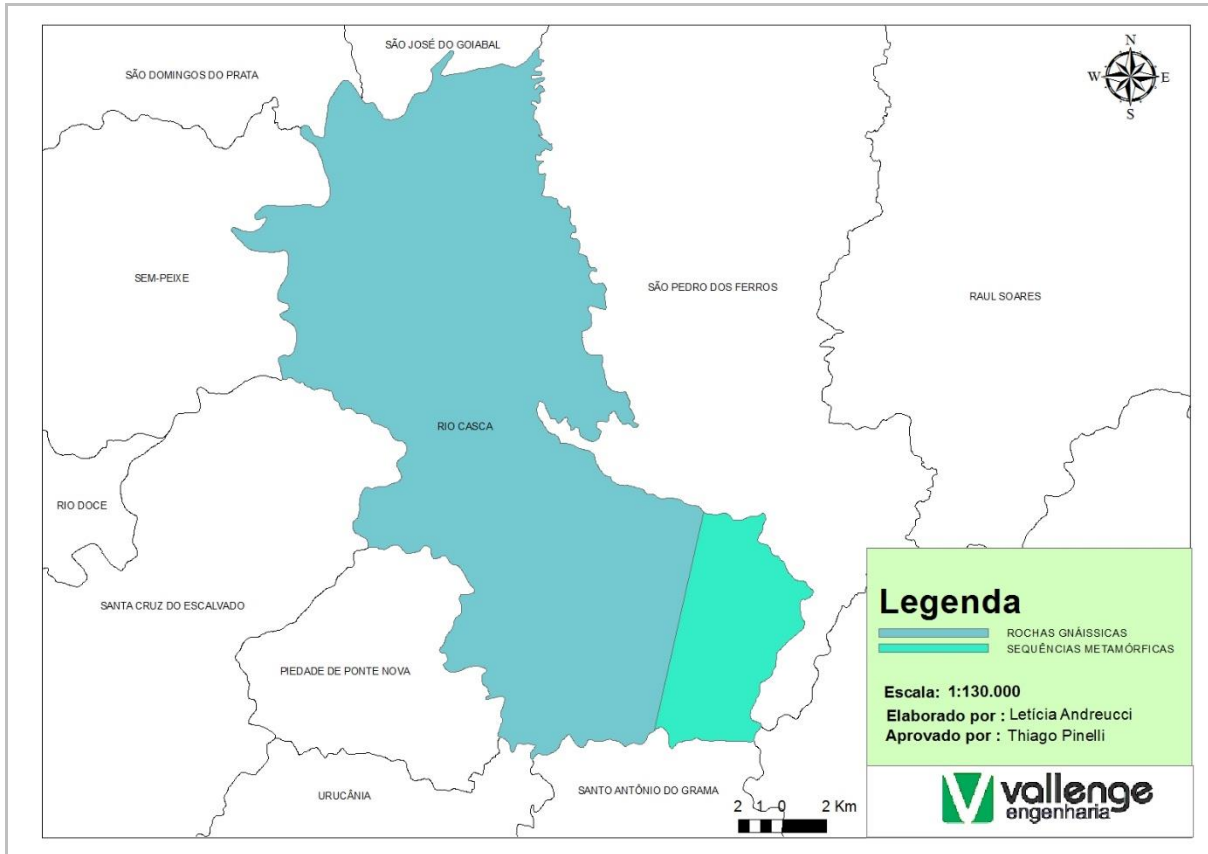 SÃO JOSÉ DO GOIABAL
SÃO DOMINGOS DO PRATA
N
W E
S
SEM-PEIXE
SÃO PEDRO DOS FERROS
RAUL SOARES
RIO CASCA
RIO DOCE
SANTA CRUZ DO ESCALVADO
PIEDADE DE PONTE NOVA
URUCÂNIA
SANTO ANTÔNIO DO GRAMA
2 1 0 2 Km
Legenda
ROCHAS GNÁISSICAS
SEQUÊNCIAS METAMÓRFICAS
Escala: 1:130.000
Elaborado por : Letícia Andreucci
Aprovado por : Thiago Pinelli
vallenge
engenharia